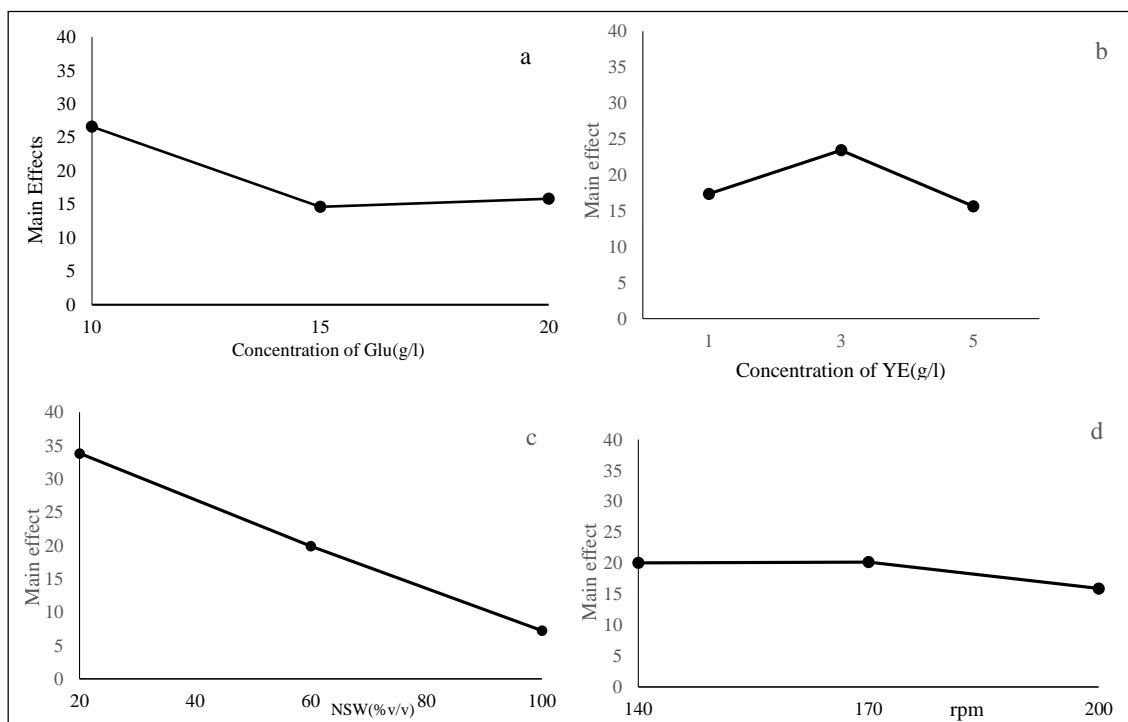 a
40
35
30
25
20
15
10
5
0
Main Effects
10 15 20
Concentration of Glu(g/l)
b
40
35
30
25
20
15
10
5
0
Main effect
1 3 5
Concentration of YE(g/l)
c
40
35
30
25
20
15
10
5
0
Main effect
20 40 60 80 100
NSW(%v/v)
d
40
35
30
25
20
15
10
5
0
Main effect
140 170 200
rpm